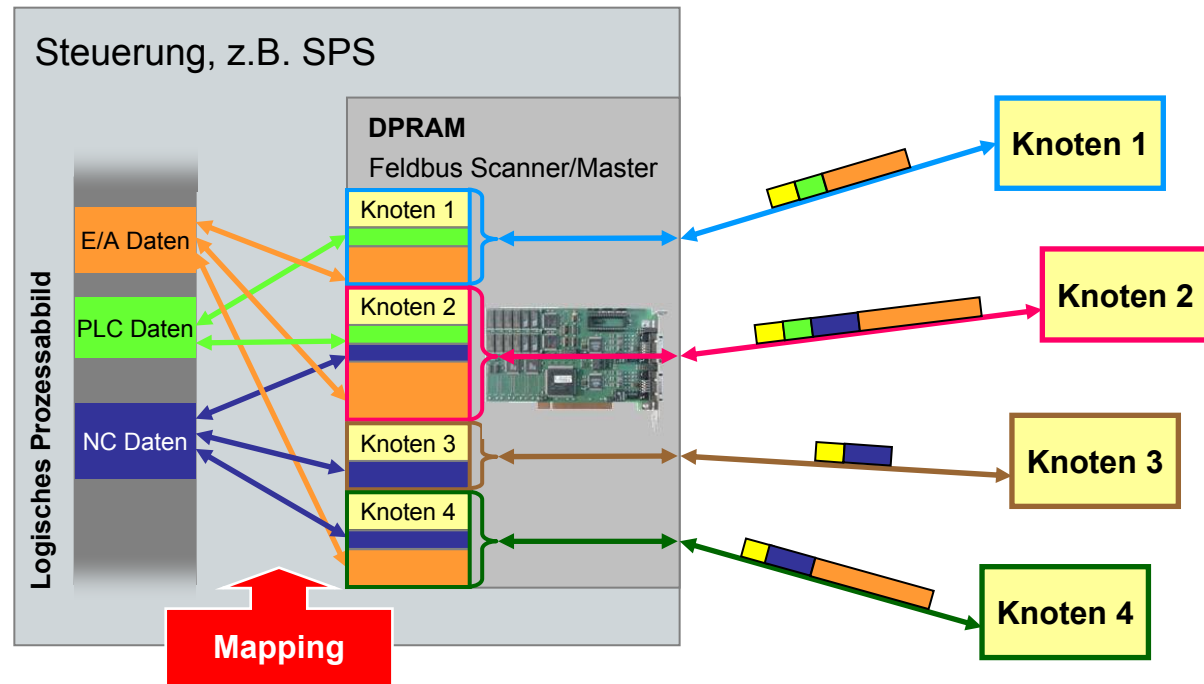 Steuerung, z.B. SPS
DPRAM
Feldbus Scanner/Master
Logisches Prozessabbild
E/A Daten
PLC Daten
NC Daten
Knoten 1
Knoten 2
Knoten 3
Knoten 4
Mapping
Knoten 1
Knoten 2
Knoten 3
Knoten 4